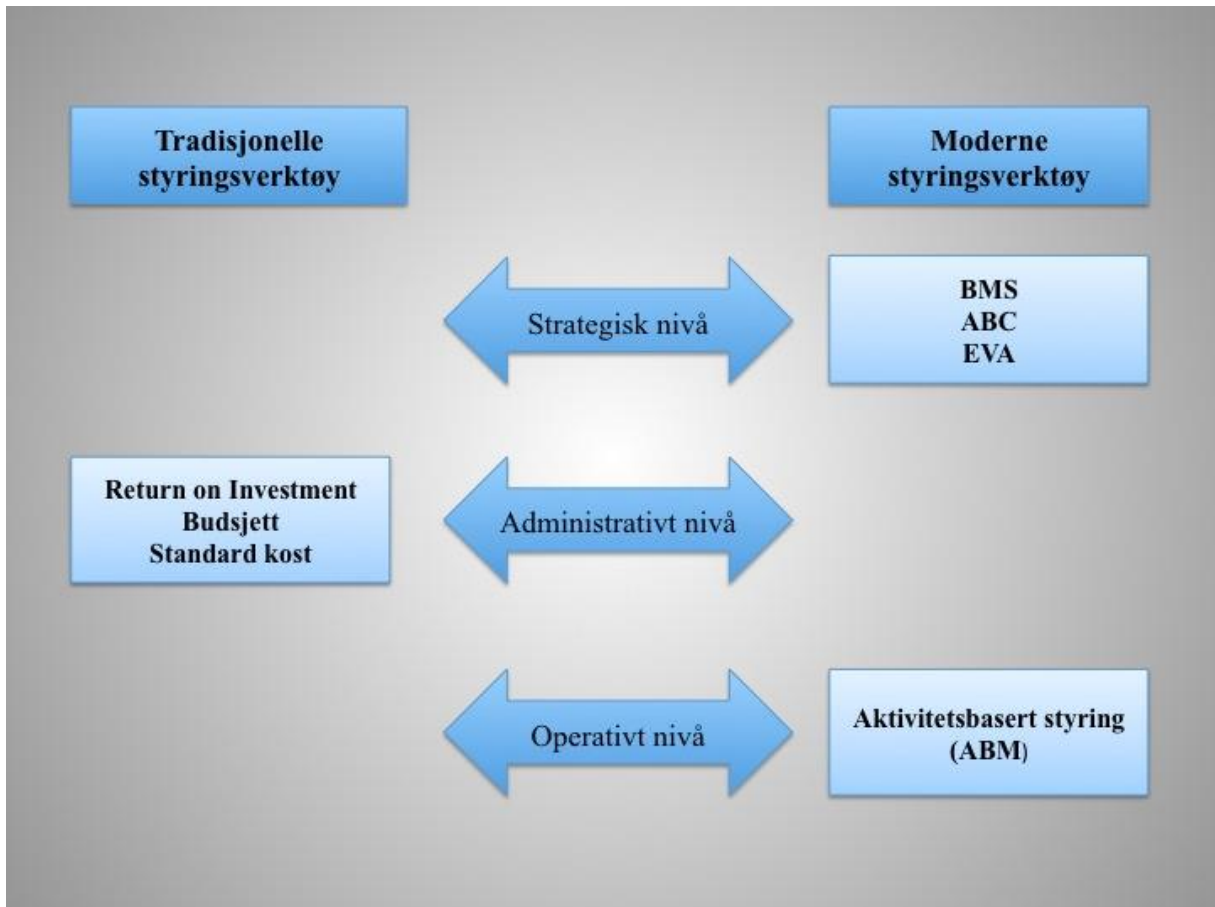 Tradisjonelle
styringsverktøy
Moderne
styringsverktøy
Strategisk nivå
BMS
ABC
EVA
Return on Investment
Budsjett
Standard kost
Administrativt nivå
Operativt nivå
Aktivitetsbasert styring
(ABM)